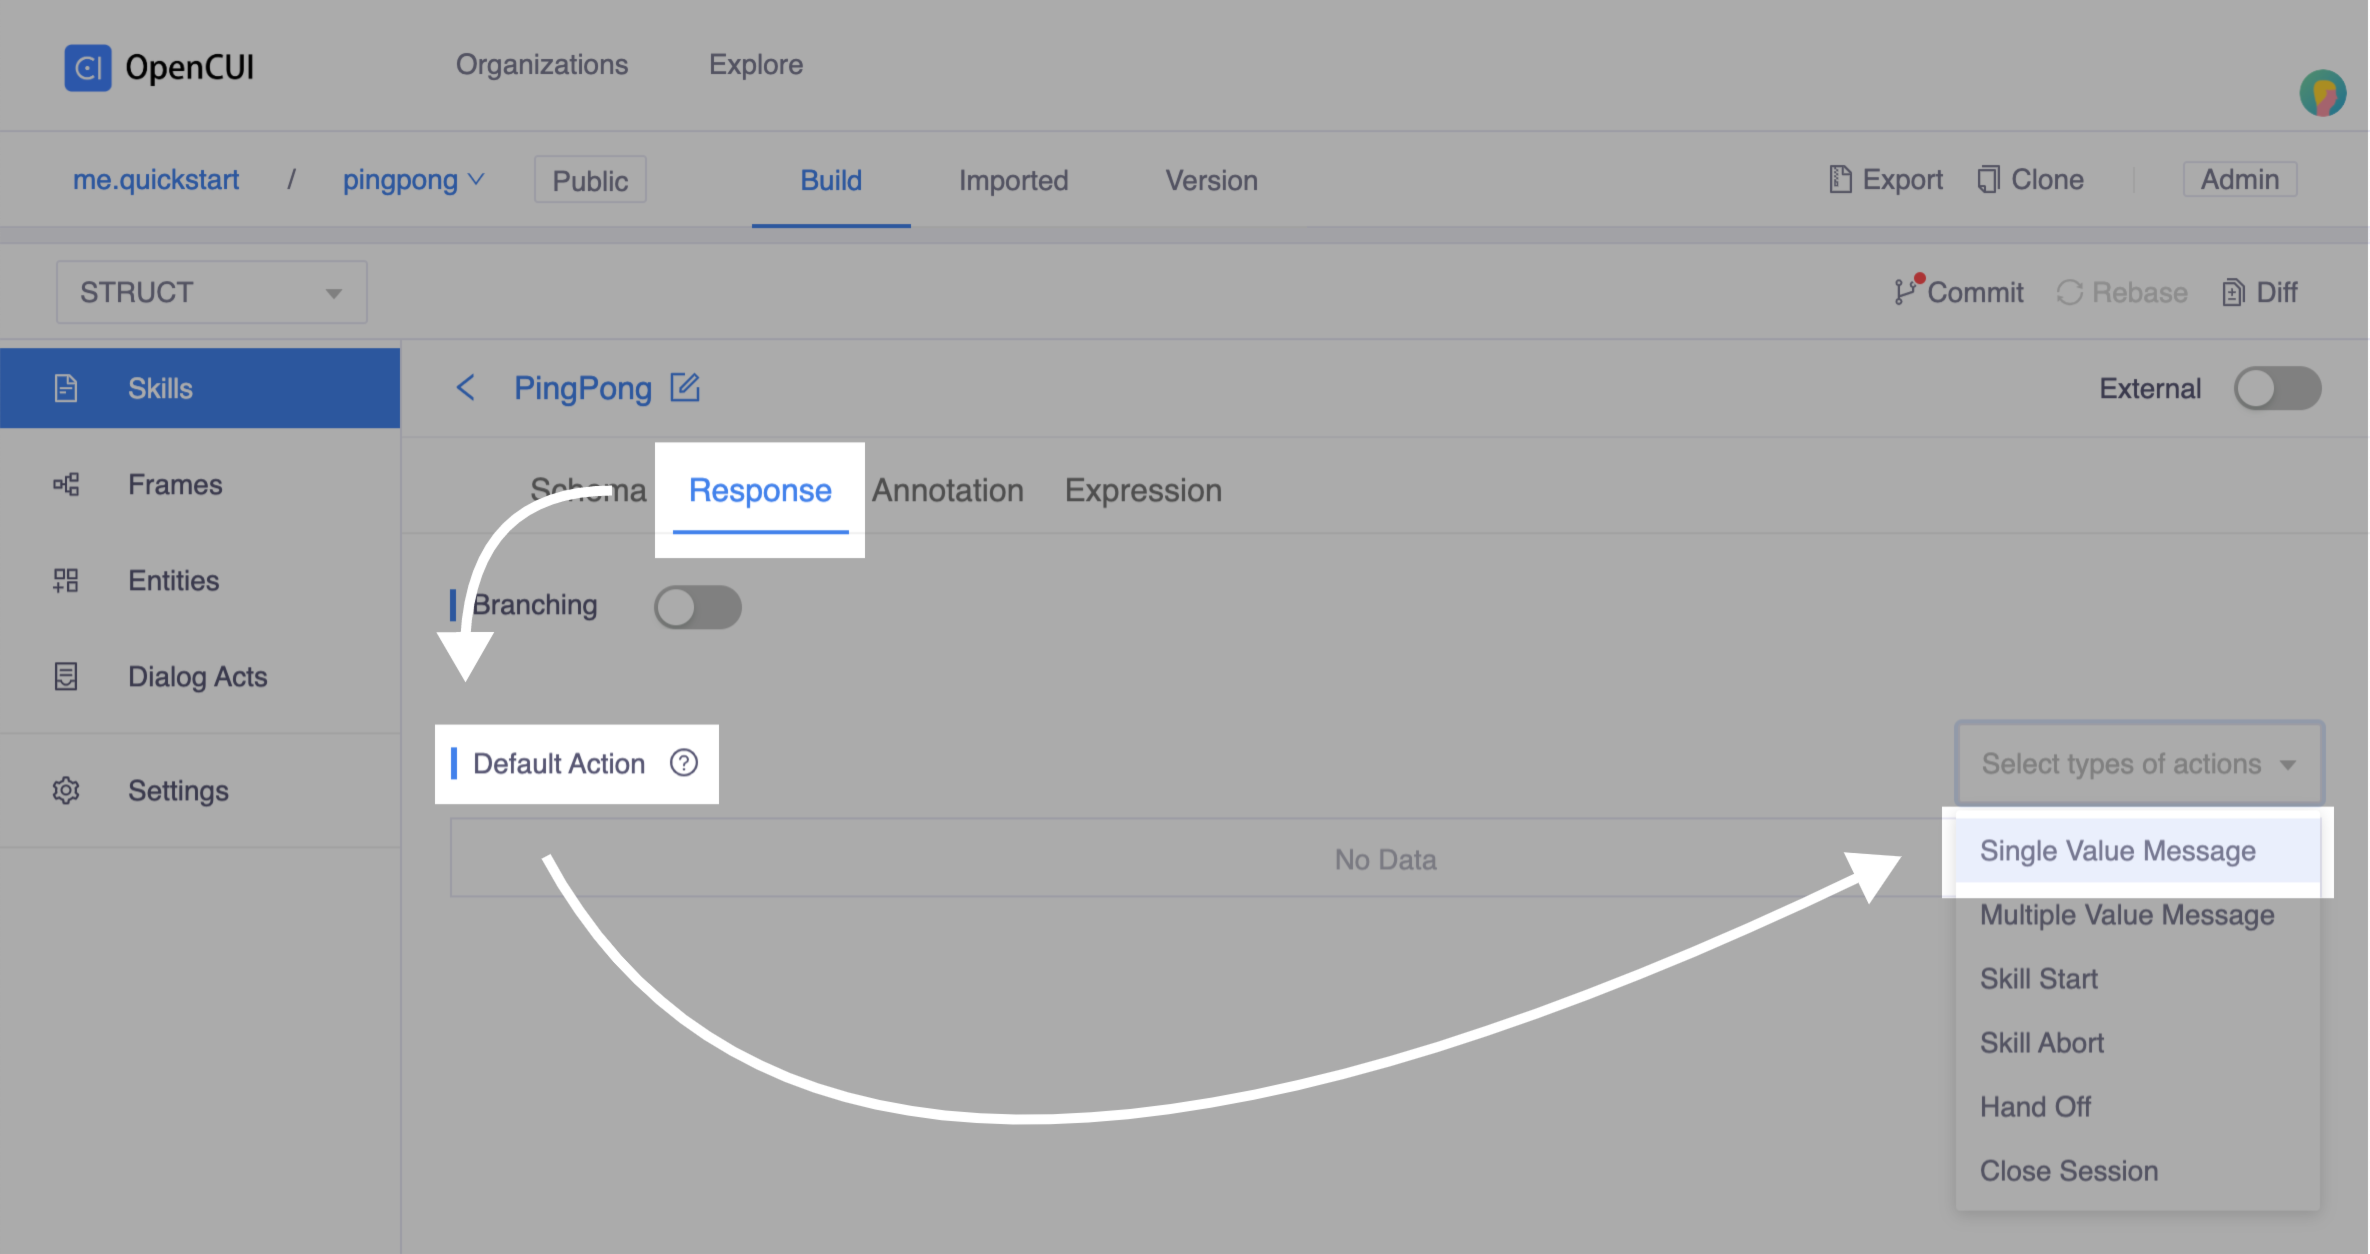 CI OpenCUI Organizations Explore
me.quickstart / pingpong Public Build Imported Version Export Clone Admin
STRUCT Commit Rebase Diff
Skills PingPong External
Frames Schema Response Annotation Expression
Entities Branching
Dialog Acts
Settings Default Action ? Select types of actions
No Data Single Value Message
Multiple Value Message
Skill Start
Skill Abort
Hand Off
Close Session